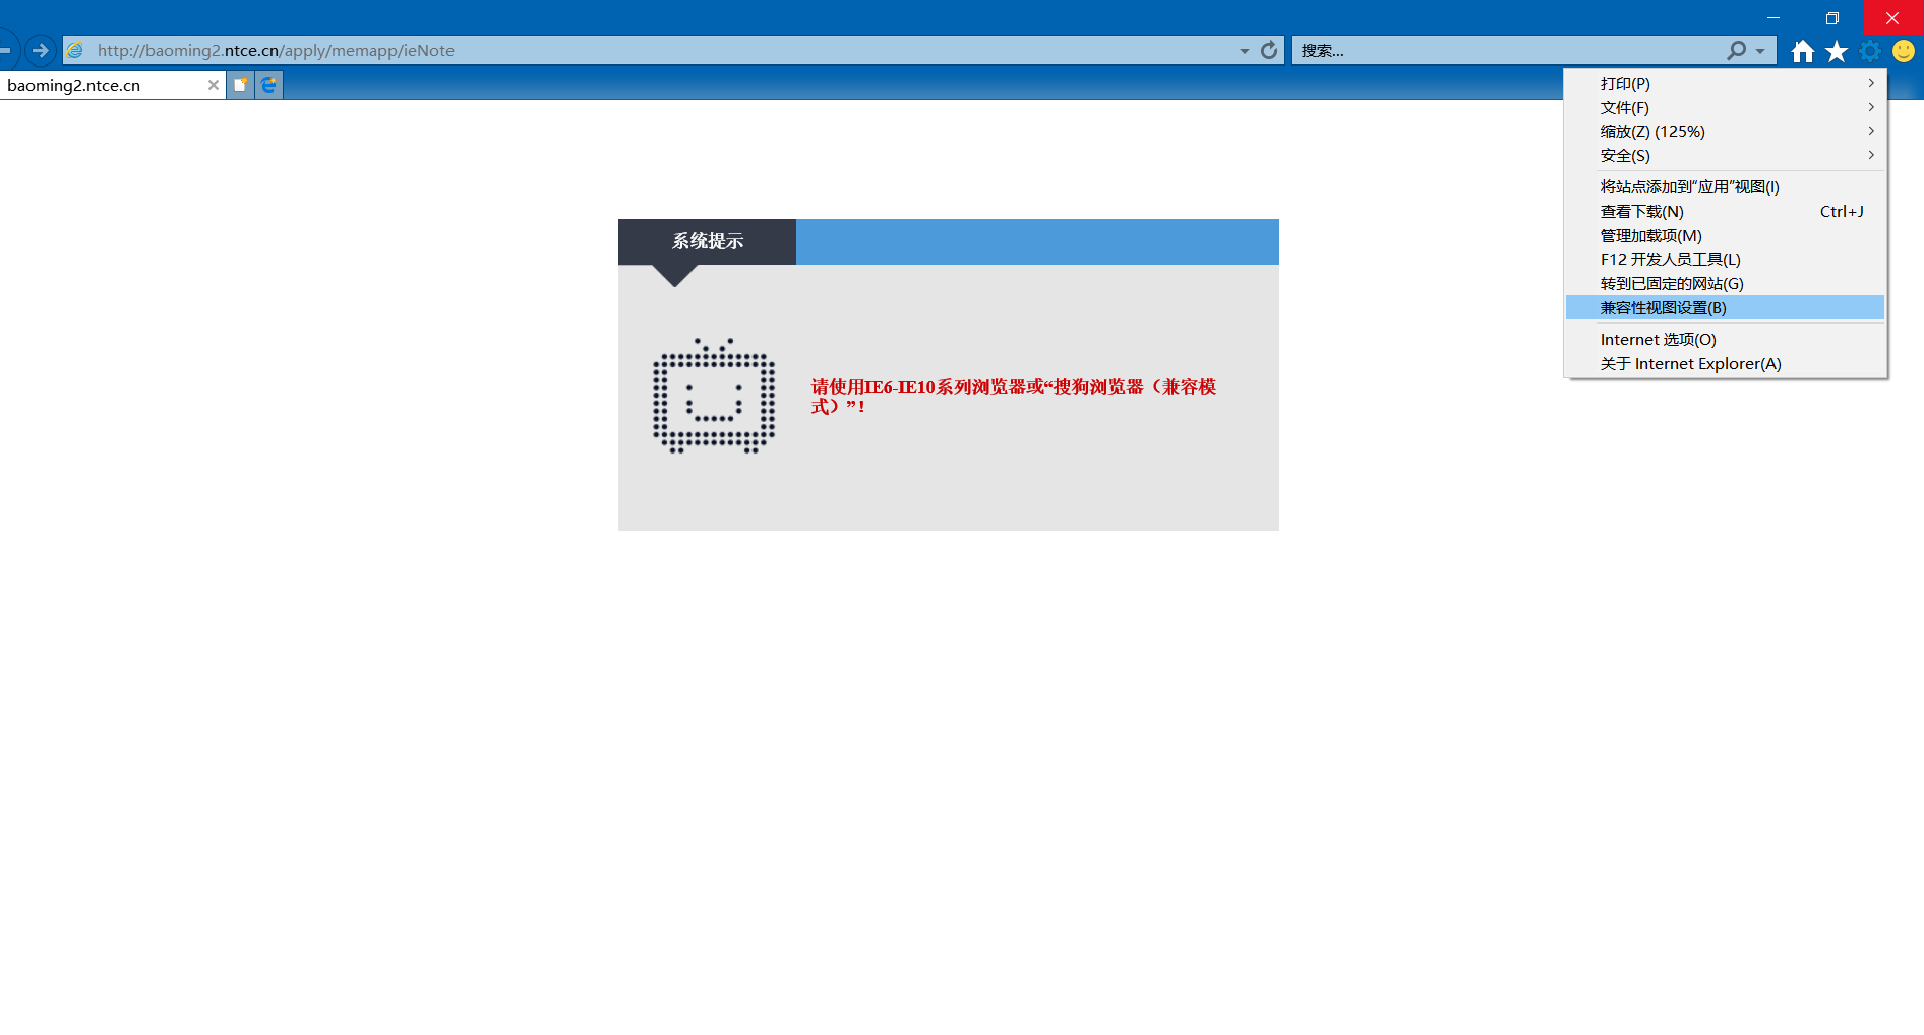 http://baoming2.ntce.cn/apply/memapp/ieNote
搜索...
baoming2.ntce.cn
打印(P)
文件(F)
缩放(Z) (125%)
安全(S)
将站点添加到“应用”视图(I)
查看下载(N) Ctrl+J
管理加载项(M)
F12 开发人员工具(L)
转到已固定的网站(G)
兼容性视图设置(B)
Internet 选项(O)
关于 Internet Explorer(A)
系统提示
请使用IE6-IE10系列浏览器或“搜狗浏览器（兼容模
式）”！